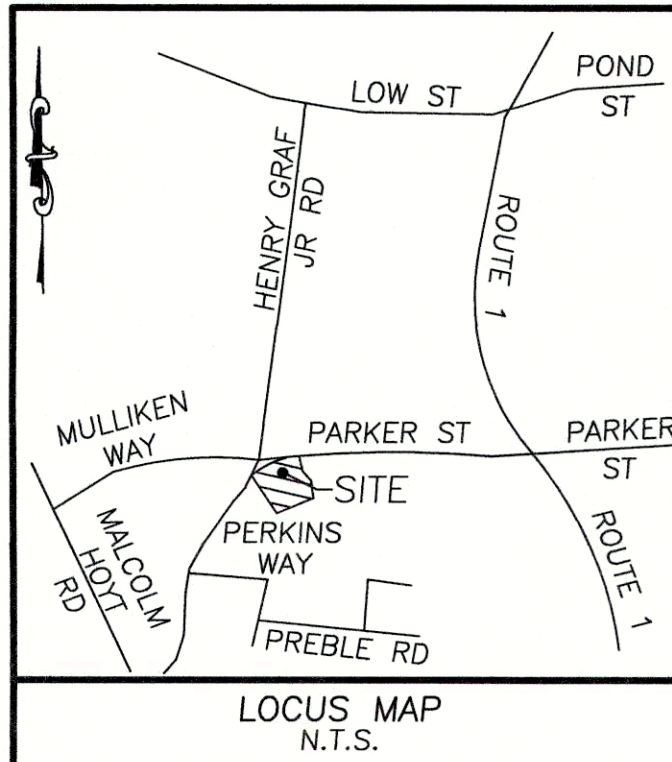 POND
ST
LOW ST
HENRY GRAF
JR RD
ROUTE 1
MULLIKEN
WAY
PARKER ST
PARKER
ST
SITE
PERKINS
WAY
MALCOLM
HOYT
RD
ROUTE 1
PREBLE RD
LOCUS MAP
N.T.S.